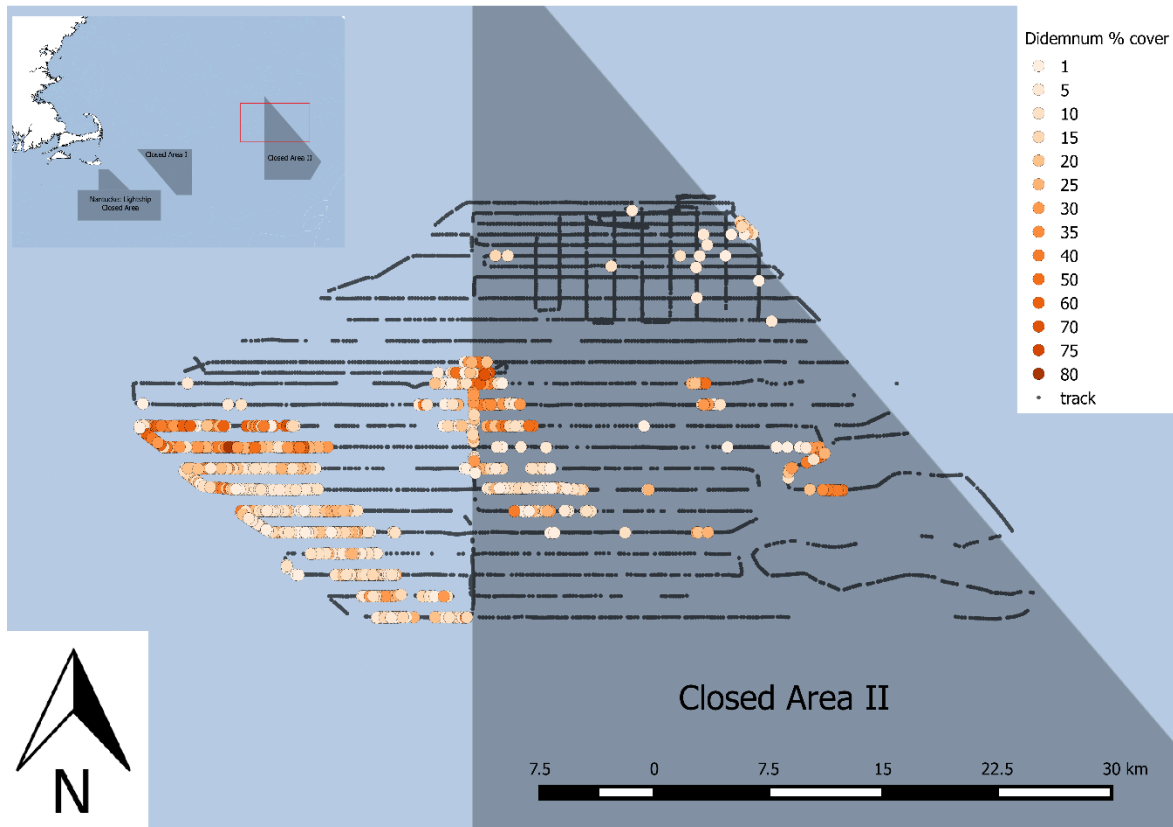 Closed Area I
Closed Area II
Nantucket Lightship
Closed Area
Didemnum % cover
1
5
10
15
20
25
30
35
40
50
60
70
75
80
track
Closed Area II
N
7.5 0 7.5 15 22.5 30 km